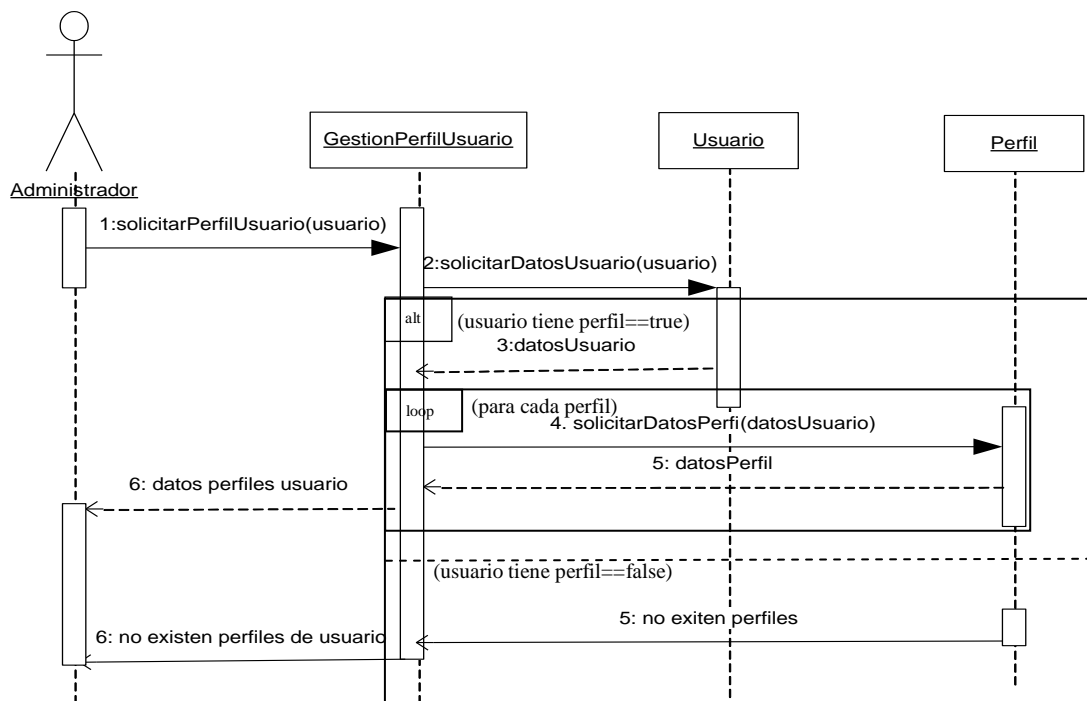 GestionPerfilUsuario
Usuario
Perfil
Administrador
1:solicitarPerfilUsuario(usuario)
2:solicitarDatosUsuario(usuario)
alt
(usuario tiene perfil==true)
3:datosUsuario
loop
(para cada perfil)
4. solicitarDatosPerfi(datosUsuario)
5: datosPerfil
6: datos perfiles usuario
(usuario tiene perfil==false)
5: no exiten perfiles
6: no existen perfiles de usuario